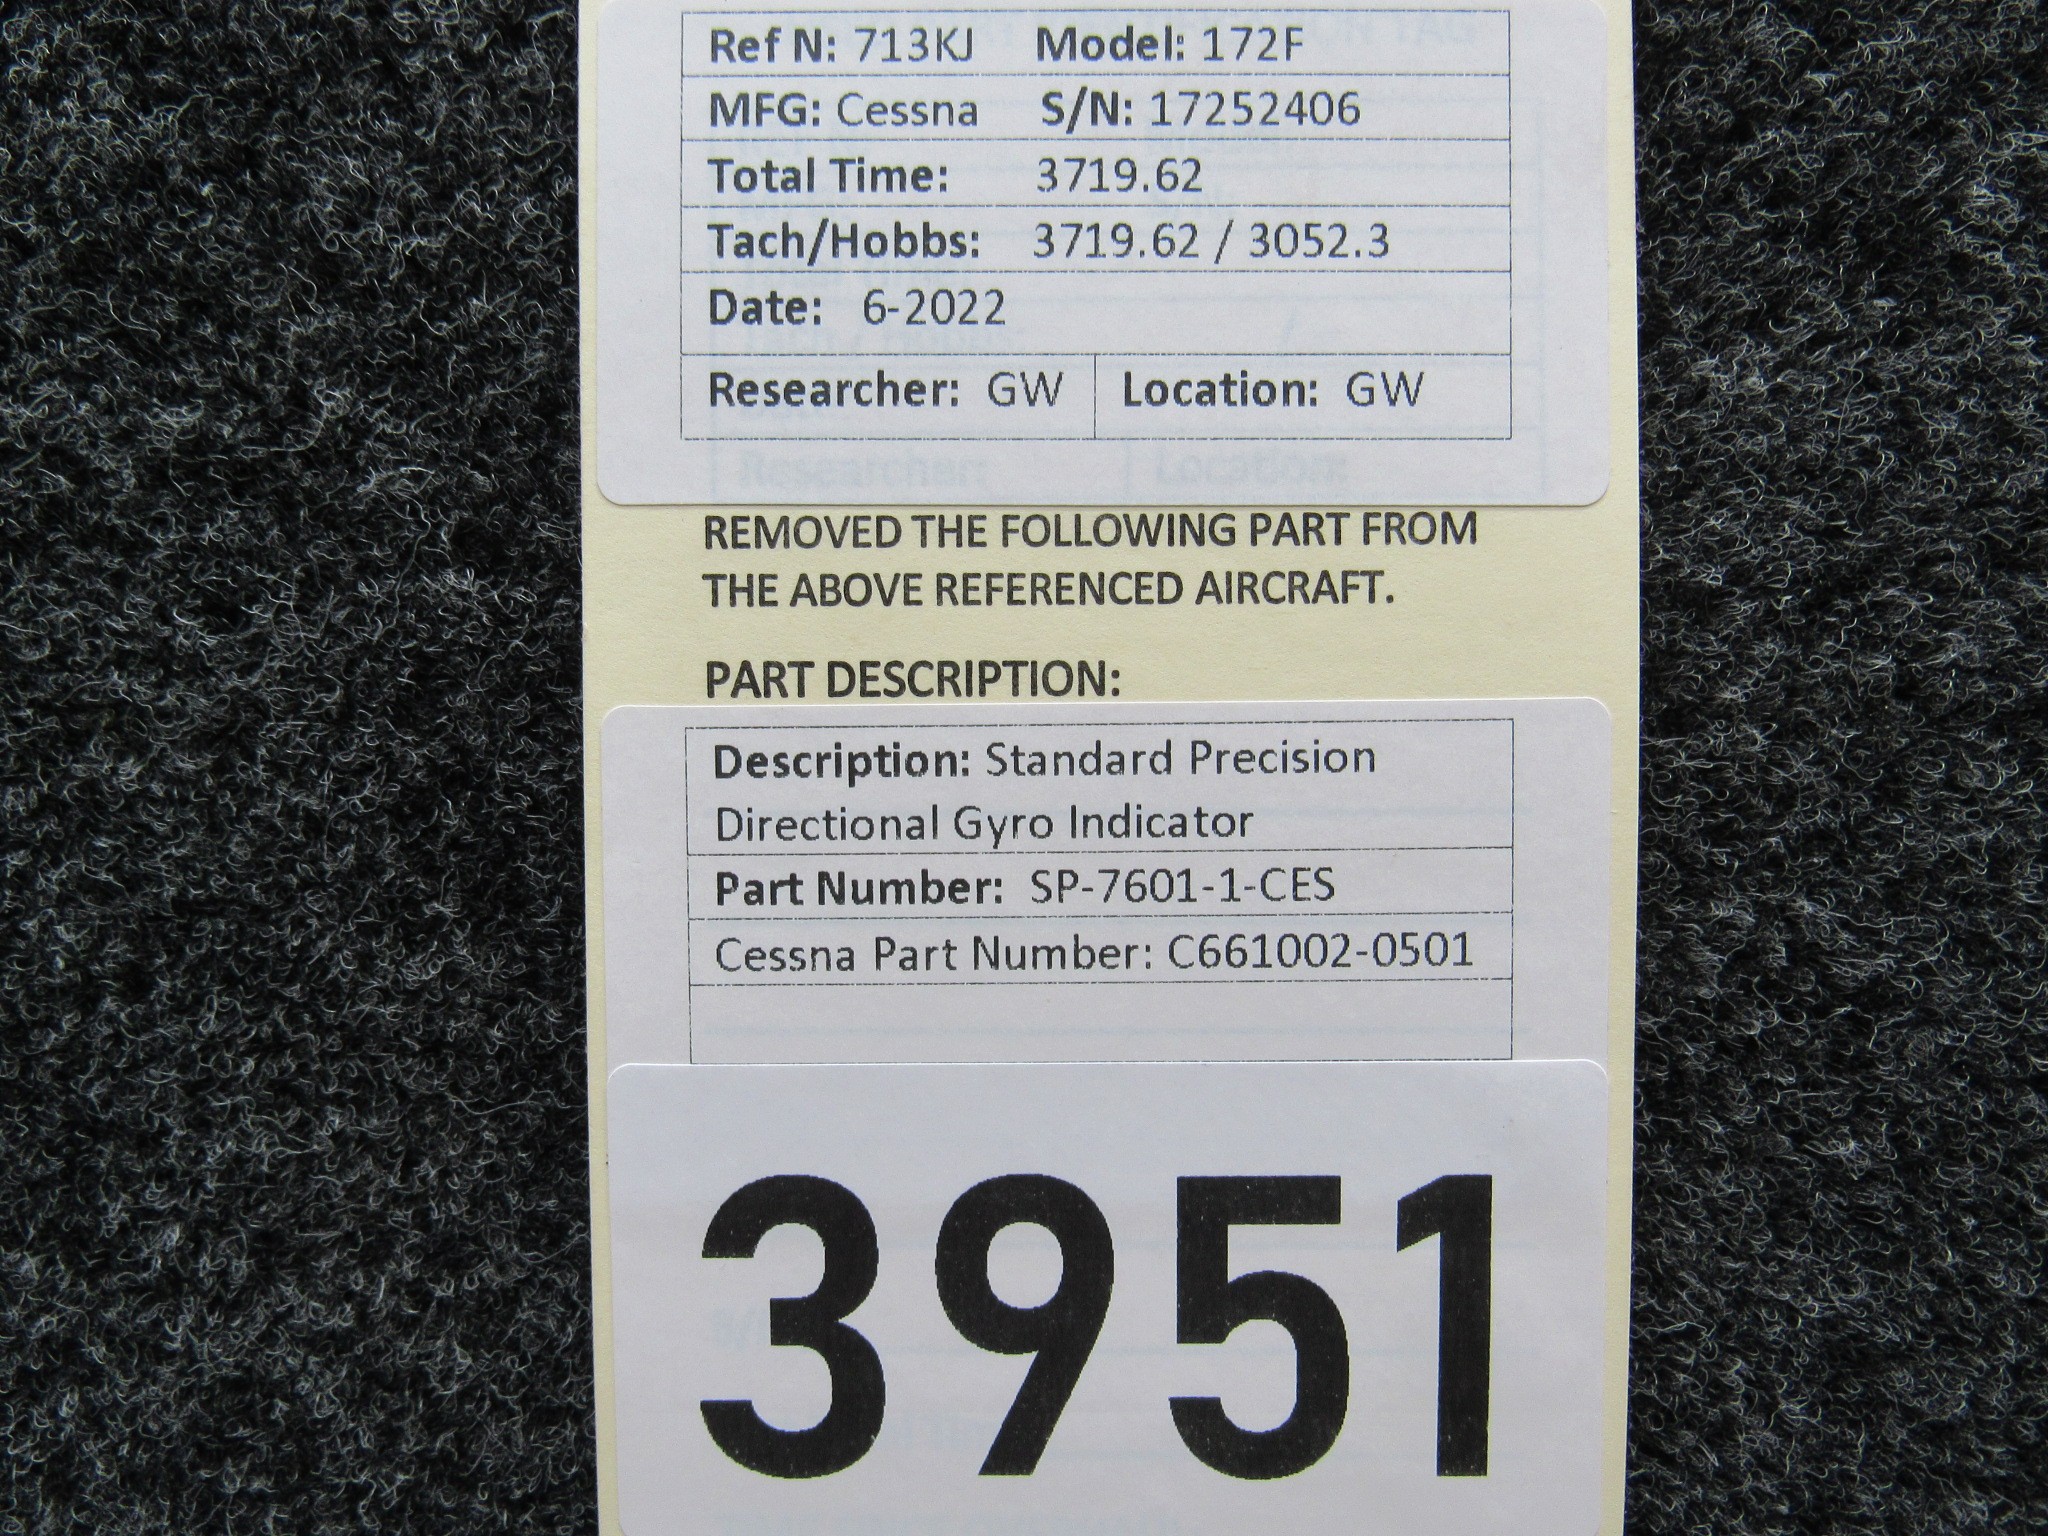 Ref N: 713KJ Model: 172F
MFG: Cessna S/N: 17252406
Total Time: 3719.62
Tach/Hobbs: 3719.62 / 3052.3
Date: 6-2022
Researcher: GW Location: GW
Researcher: Location:
REMOVED THE FOLLOWING PART FROM
THE ABOVE REFERENCED AIRCRAFT.
PART DESCRIPTION:
Description: Standard Precision
Directional Gyro Indicator
Part Number: SP-7601-1-CES
Cessna Part Number: C661002-0501
3951